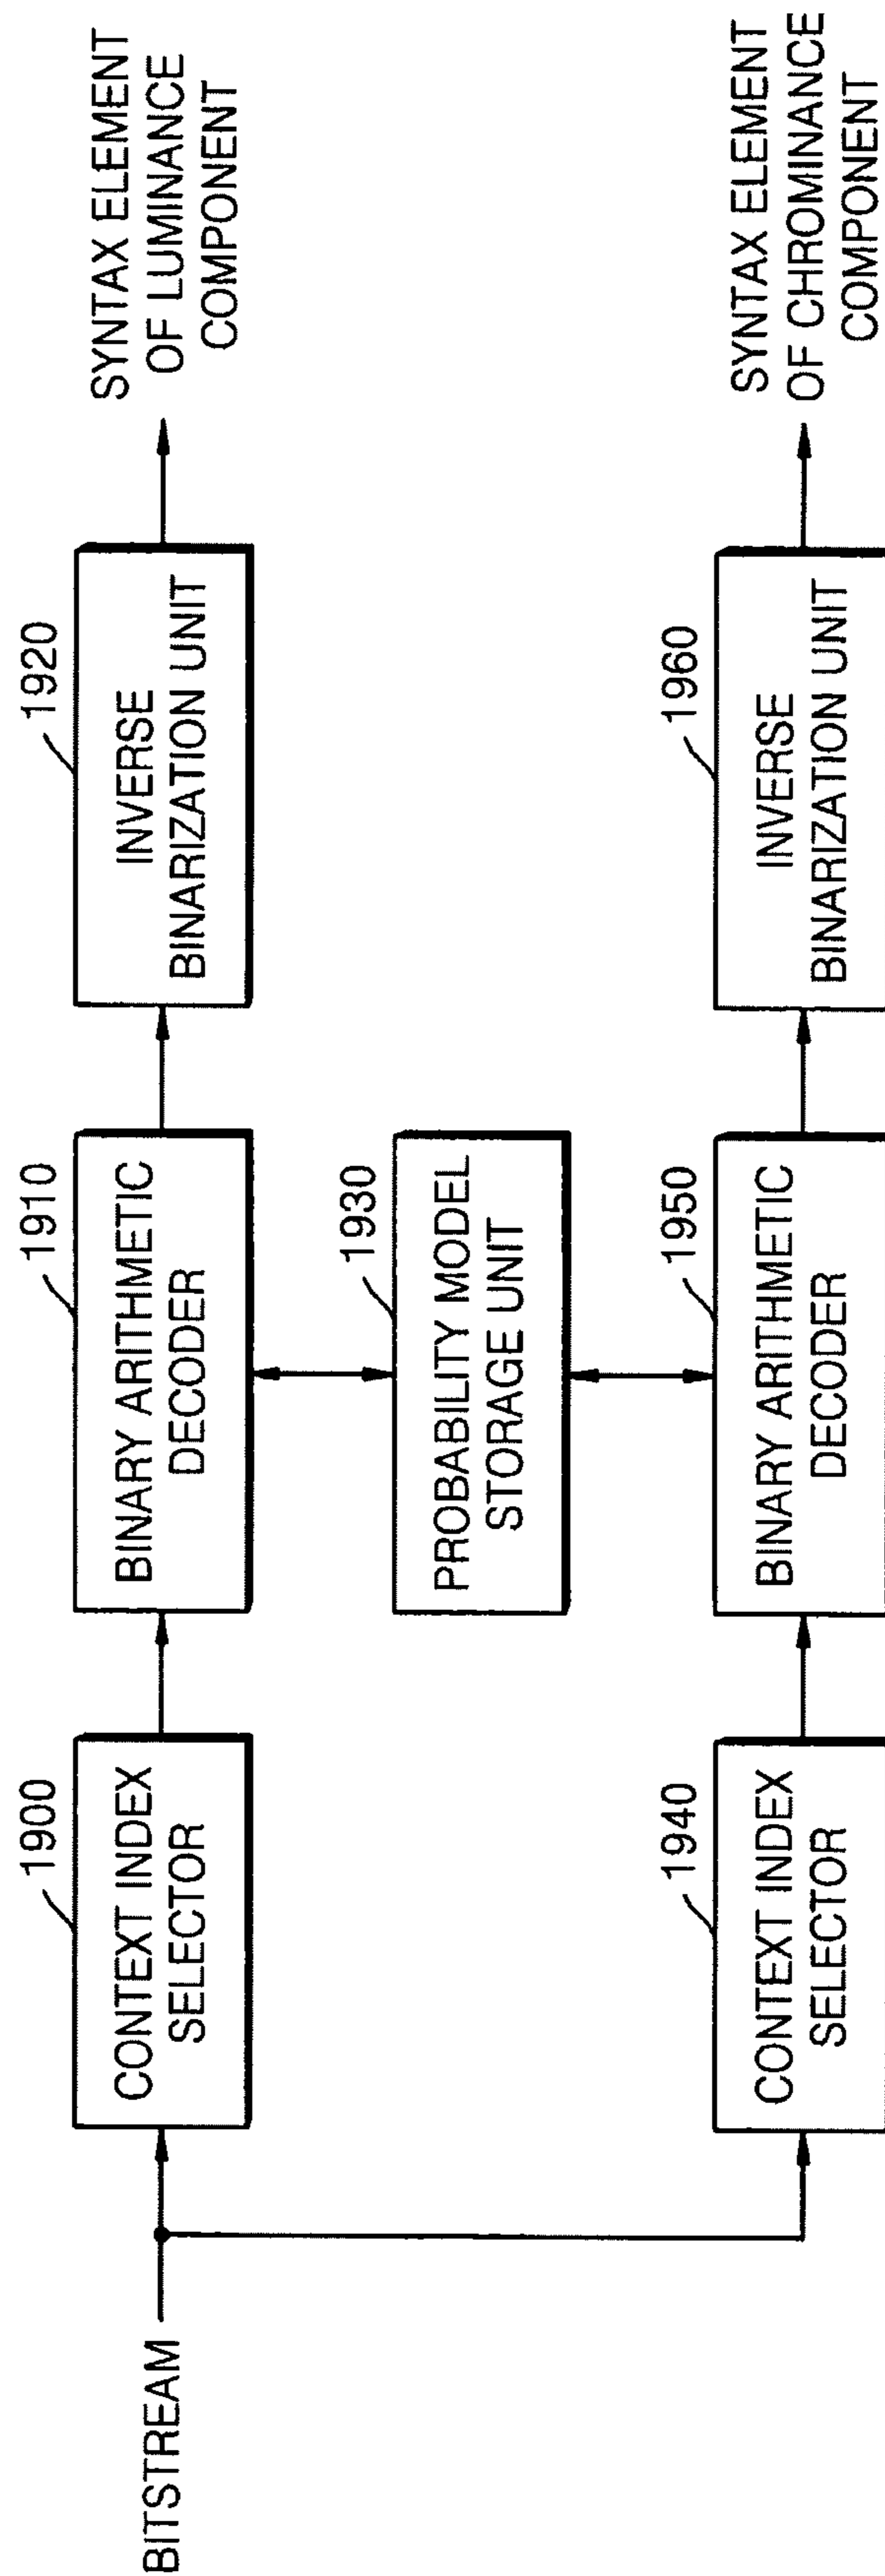 BITSTREAM
1900
CONTEXT INDEX
SELECTOR
1910
BINARY ARITHMETIC
DECODER
1920
INVERSE
BINARIZATION UNIT
SYNTAX ELEMENT
OF LUMINANCE
COMPONENT
1930
PROBABILITY MODEL
STORAGE UNIT
1940
CONTEXT INDEX
SELECTOR
1950
BINARY ARITHMETIC
DECODER
1960
INVERSE
BINARIZATION UNIT
SYNTAX ELEMENT
OF CHROMINANCE
COMPONENT